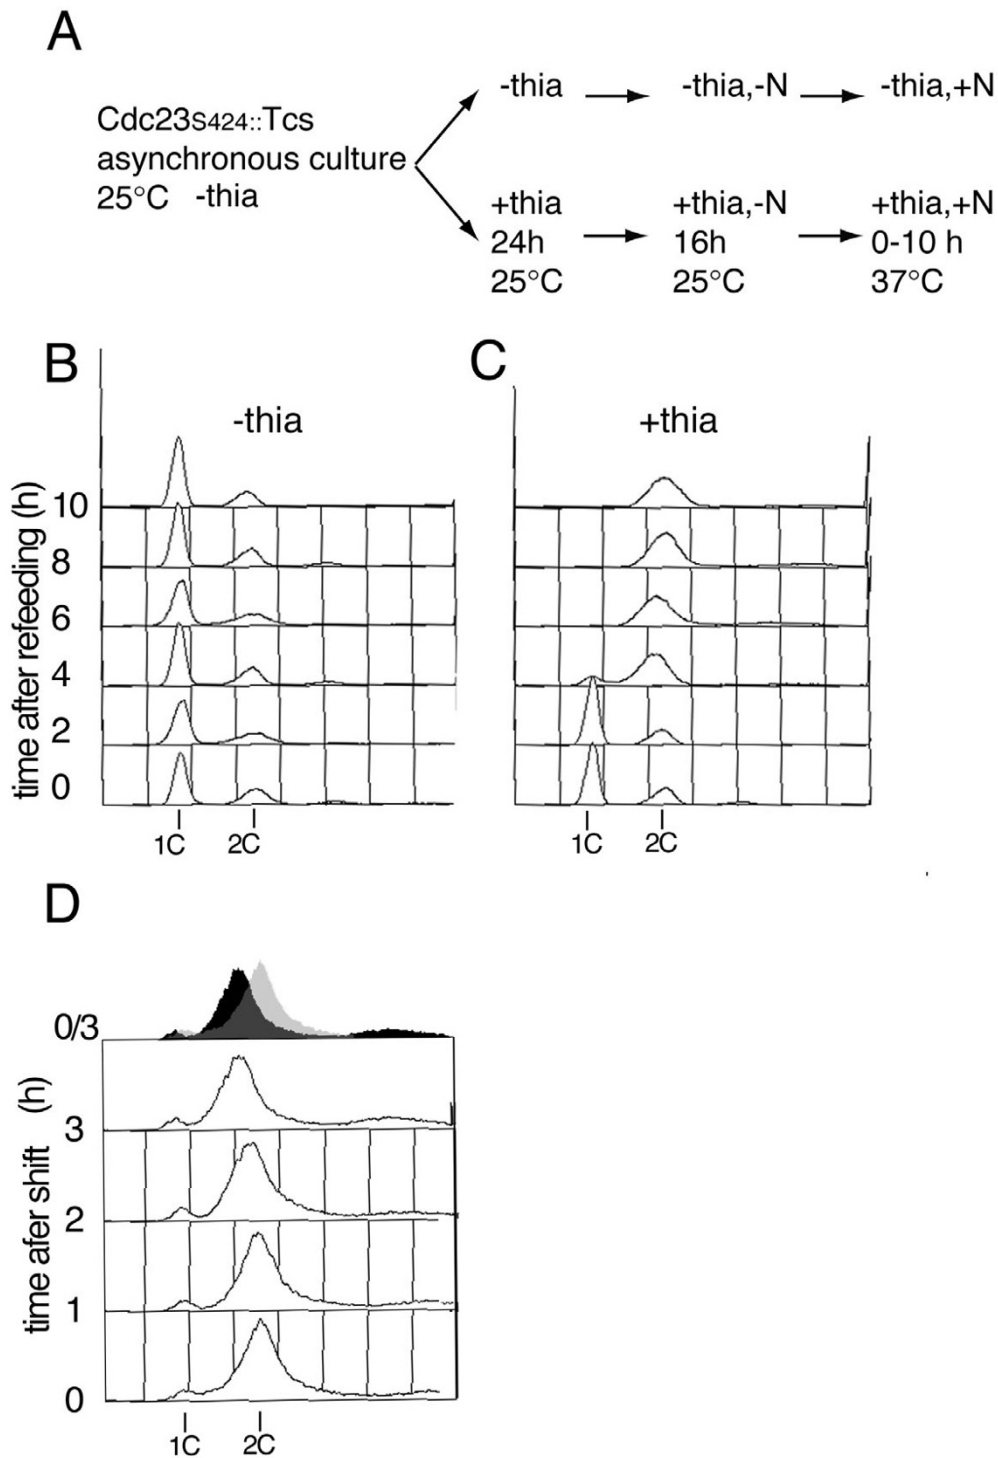 A
Cdc23S424::Tcs
asynchronous culture
25°C -thia
-thia
-thia,-N
-thia,+N
+thia
24h
25°C
+thia,-N
16h
25°C
+thia,+N
0-10 h
37°C
B
-thia
time after refeeding (h)
10
8
6
4
2
0
1C
2C
C
+thia
1C
2C
D
time afer shift (h)
0/3
3
2
1
0
1C
2C